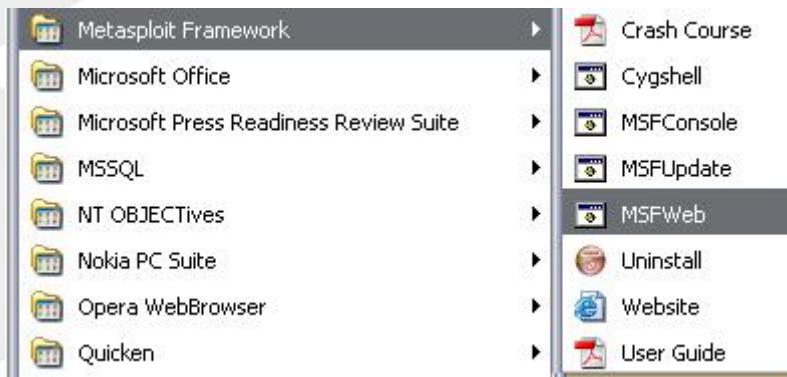 Metasploit Framework
Microsoft Office
Microsoft Press Readiness Review Suite
MSSQL
NT OBJECTives
Nokia PC Suite
Opera WebBrowser
Quicken
Crash Course
Cygshell
MSFConsole
MSFUpdate
MSFWeb
Uninstall
Website
User Guide